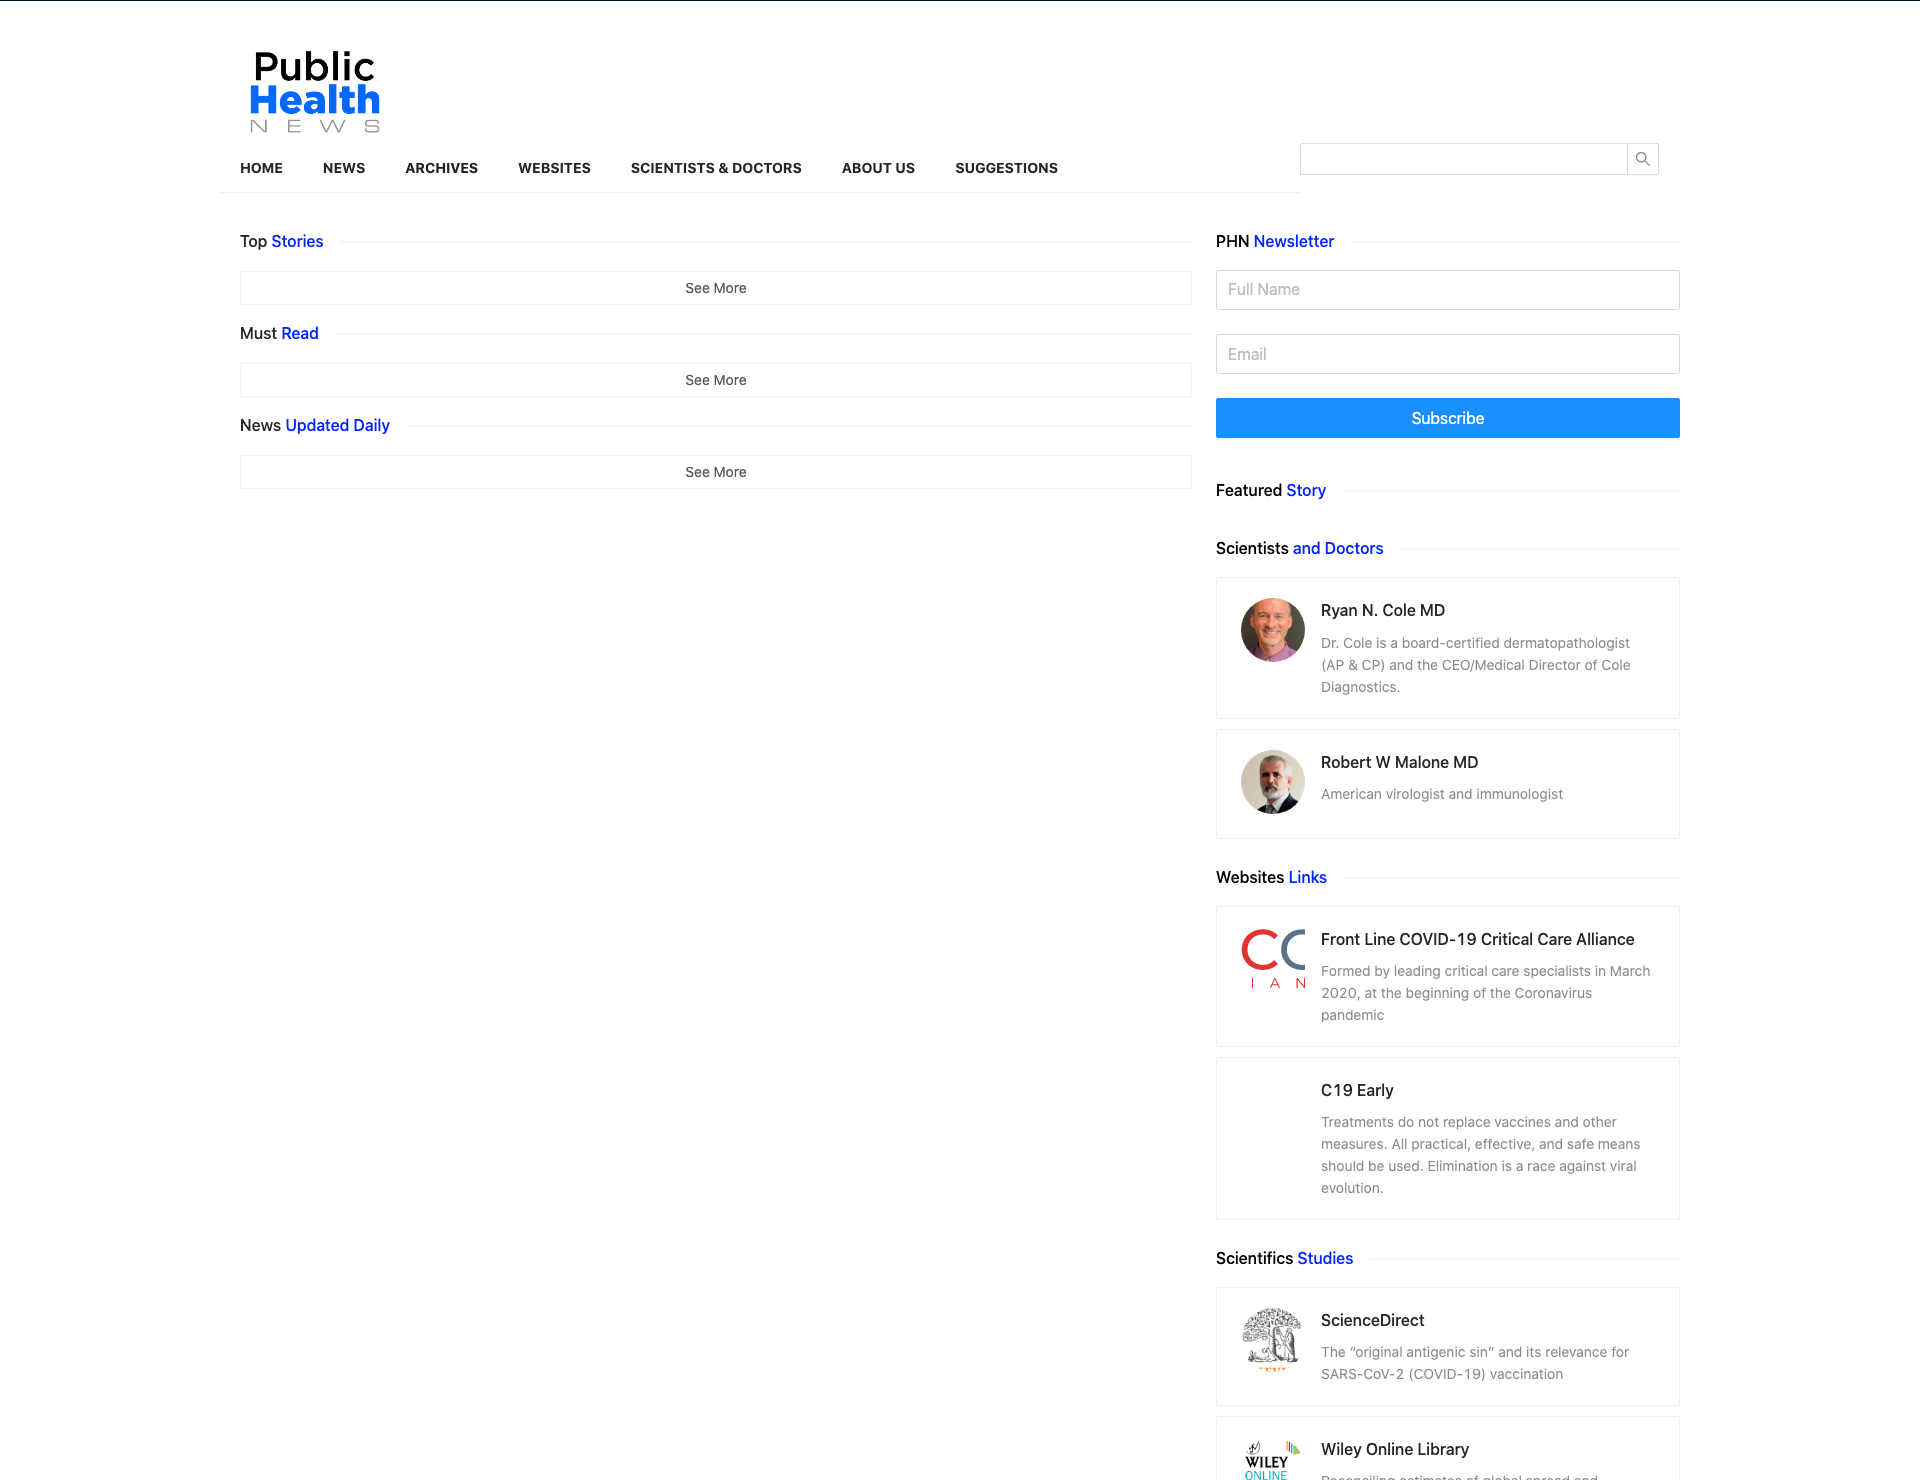 Public
Health
NEWS
HOME NEWS ARCHIVES WEBSITES SCIENTISTS & DOCTORS ABOUT US SUGGESTIONS
Top Stories
See More
Must Read
See More
News Updated Daily
See More
PHN Newsletter
Full Name
Email
Subscribe
Featured Story
Scientists and Doctors
Ryan N. Cole MD
Dr. Cole is a board-certified dermatopathologist
(AP & CP) and the CEO/Medical Director of Cole
Diagnostics.
Robert W Malone MD
American virologist and immunologist
Websites Links
CC
I A N
Front Line COVID-19 Critical Care Alliance
Formed by leading critical care specialists in March
2020, at the beginning of the Coronavirus
pandemic
C19 Early
Treatments do not replace vaccines and other
measures. All practical, effective, and safe means
should be used. Elimination is a race against viral
evolution.
Scientifics Studies
ScienceDirect
The “original antigenic sin” and its relevance for
SARS-CoV-2 (COVID-19) vaccination
WILEY
ONLINE
Wiley Online Library
Reconciling estimates of global spread and